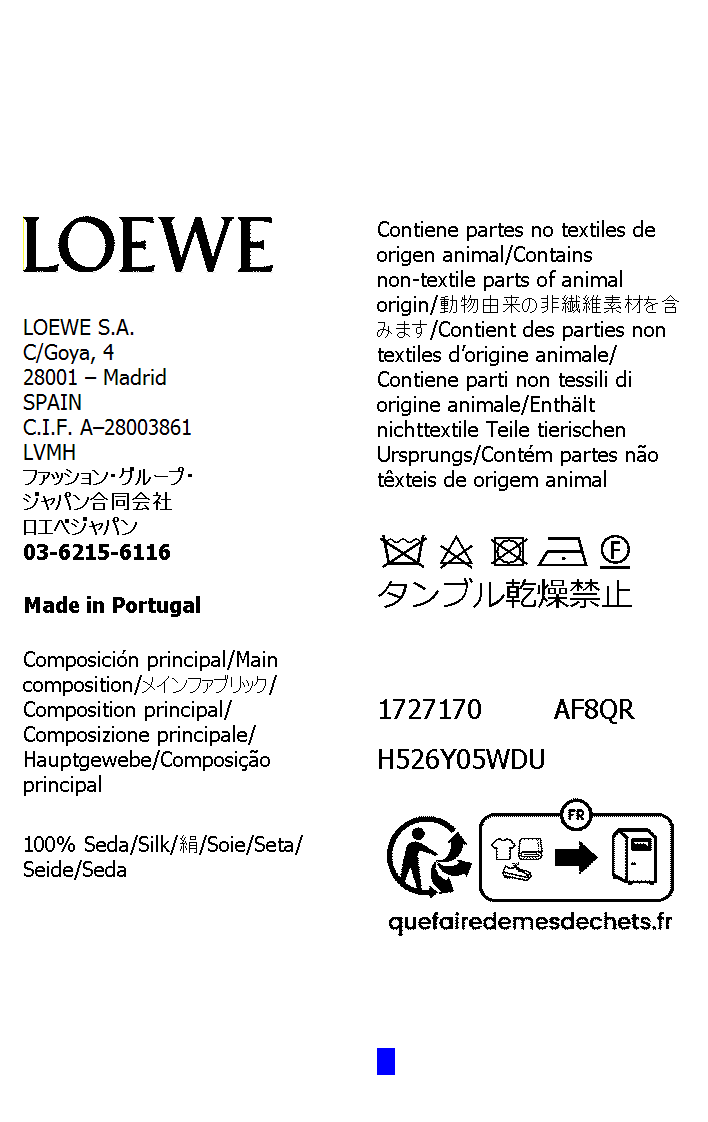 LOEWE
LOEWE S.A.
C/Goya, 4
28001 – Madrid
SPAIN
C.I.F. A–28003861
LVMH
ファッション・グループ・
ジャパン合同会社
ロエベジャパン
03-6215-6116
Made in Portugal
Composición principal/Main
composition/メインファブリック/
Composition principal/
Composizione principale/
Hauptgewebe/Composição
principal
100% Seda/Silk/絹/Soie/Seta/
Seide/Seda
Contiene partes no textiles de
origen animal/Contains
non-textile parts of animal
origin/動物由来の非繊維素材を含
みます/Contient des parties non
textiles d’origine animale/
Contiene parti non tessili di
origine animale/Enthält
nichttextile Teile tierischen
Ursprungs/Contém partes não
têxteis de origem animal
F
タンブル乾燥禁止
1727170 AF8QR
H526Y05WDU
FR
quefairedemesdechets.fr